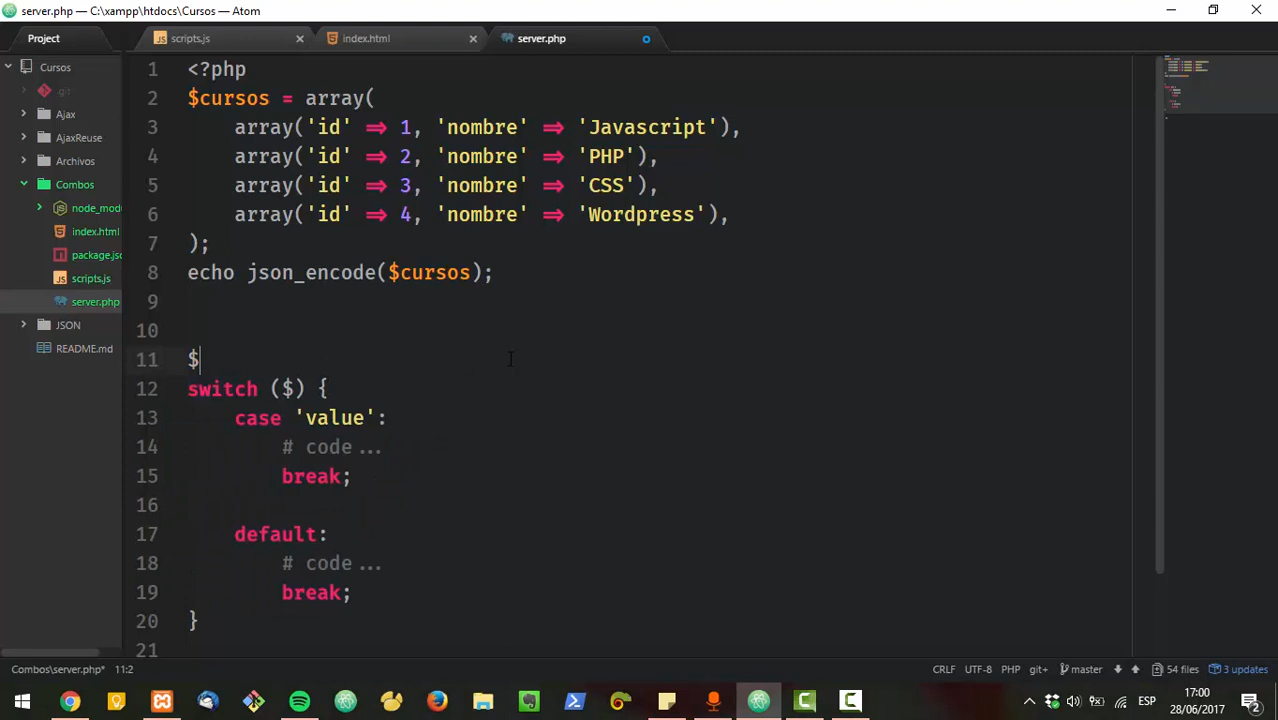 server.php — C:\xampp\htdocs\Cursos — Atom
Project
scripts.js
index.html
server.php
Cursos
.git
Ajax
AjaxReuse
Archivos
Combos
node_mod
index.html
package.jsc
scripts.js
server.php
JSON
README.md
1 <?php
2 $cursos = array(
3 array('id' => 1, 'nombre' => 'Javascript'),
4 array('id' => 2, 'nombre' => 'PHP'),
5 array('id' => 3, 'nombre' => 'CSS'),
6 array('id' => 4, 'nombre' => 'Wordpress'),
7 );
8 echo json_encode($cursos);
9
10
11 $
12 switch ($) {
13 case 'value':
14 # code...
15 break;
16
17 default:
18 # code...
19 break;
20 }
21
Combos\server.php* 11:2
CRLF UTF-8 PHP git+ master 54 files 3 updates
ESP
17:00
28/06/2017
2